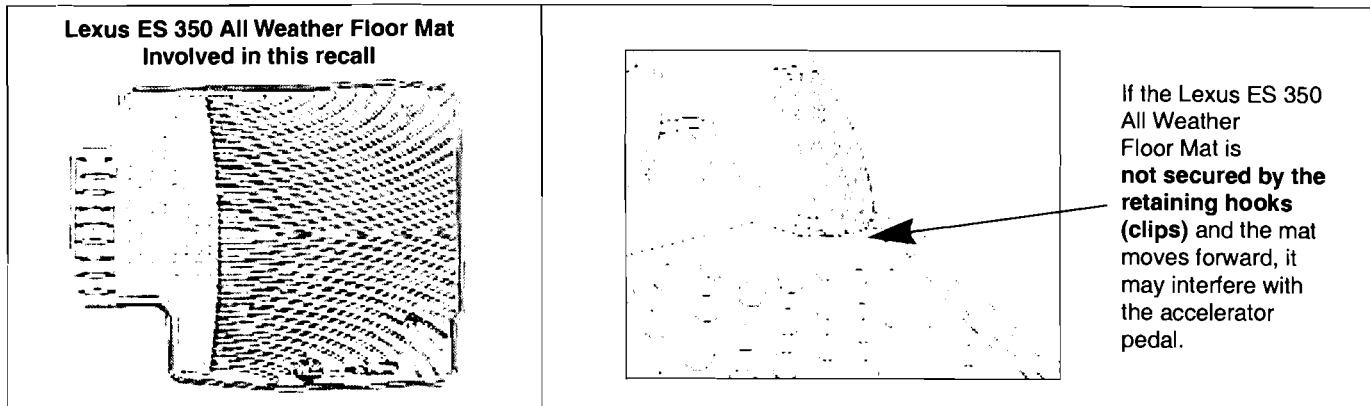 Lexus ES 350 All Weather Floor Mat
Involved in this recall
If the Lexus ES 350
All Weather
Floor Mat is
not secured by the
retaining hooks
(clips) and the mat
moves forward, it
may interfere with
the accelerator
pedal.